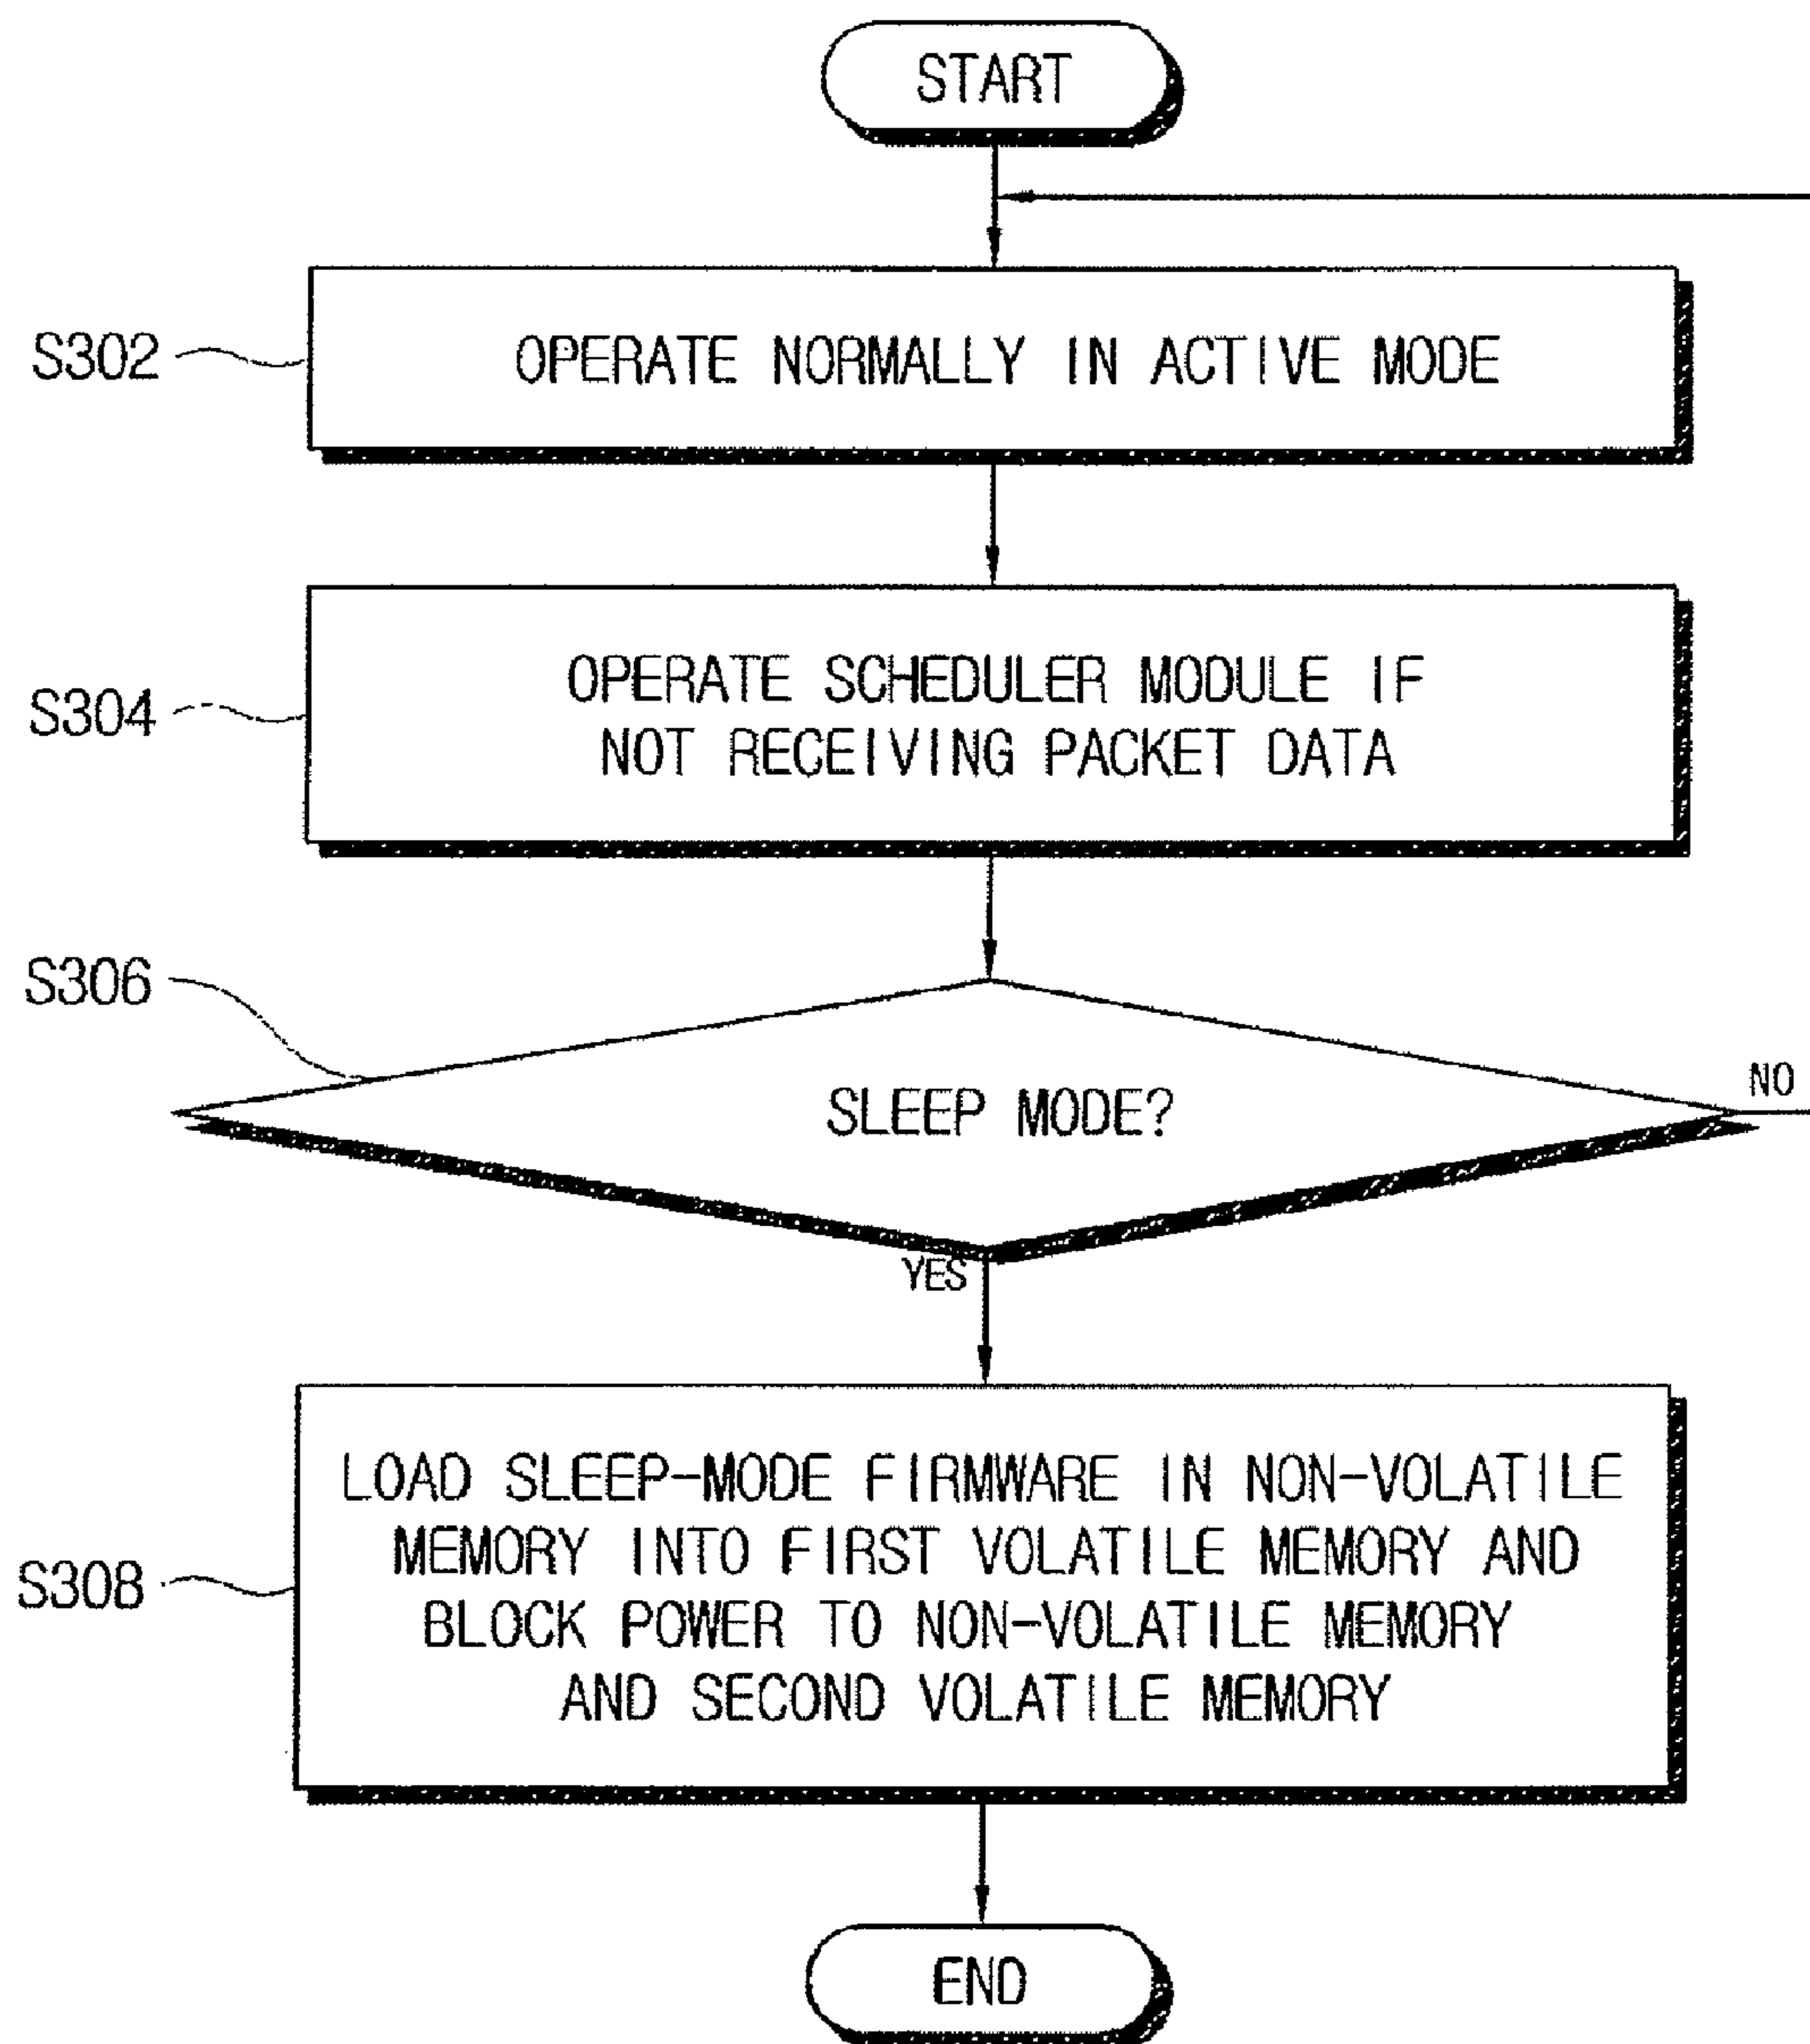 START
S302
OPERATE NORMALLY IN ACTIVE MODE
S304
OPERATE SCHEDULER MODULE IF
NOT RECEIVING PACKET DATA
S306
SLEEP MODE?
NO
YES
S308
LOAD SLEEP-MODE FIRMWARE IN NON-VOLATILE
MEMORY INTO FIRST VOLATILE MEMORY AND
BLOCK POWER TO NON-VOLATILE MEMORY
AND SECOND VOLATILE MEMORY
END